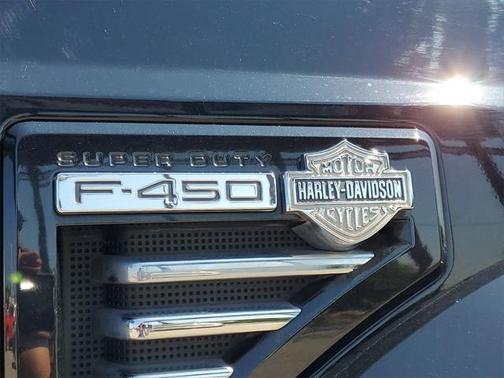 SUPER DUTY
F-450
MOTOR
HARLEY-DAVIDSON
CYCLES